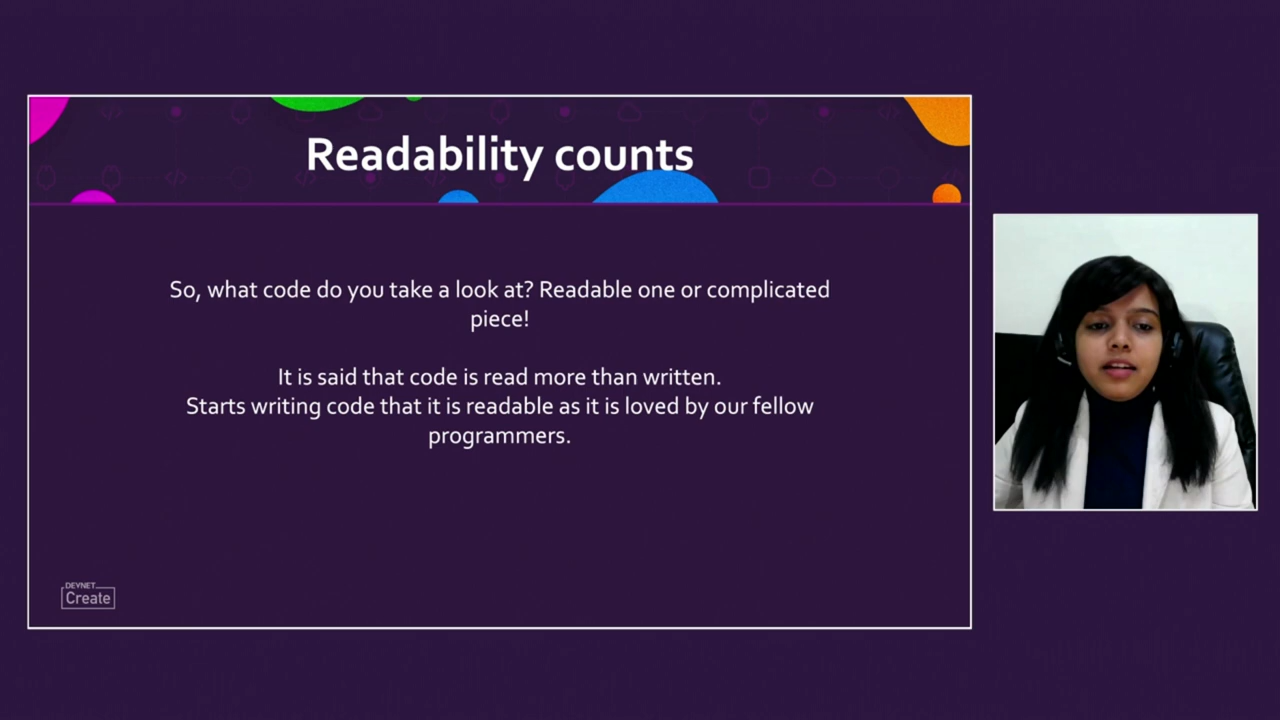 Readability counts
So, what code do you take a look at? Readable one or complicated
piece!
It is said that code is read more than written.
Starts writing code that it is readable as it is loved by our fellow
programmers.
DEVNET
Create